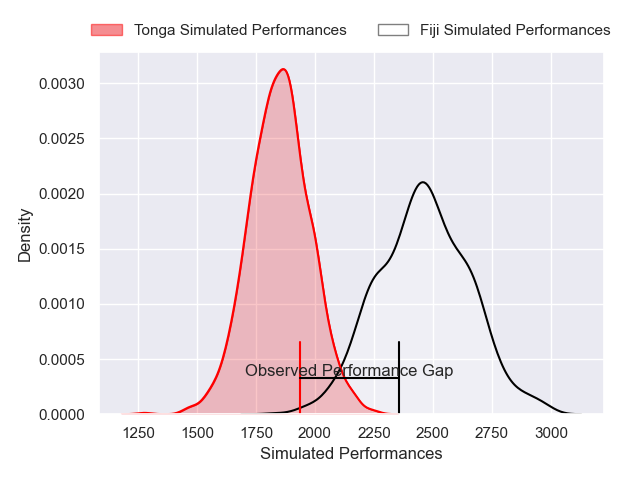 Tonga Simulated Performances Fiji Simulated Performances
0.0030
0.0025
0.0020
0.0015
0.0010
0.0005
0.0000
Density
Observed Performance Gap
1250 1500 1750 2000 2250 2500 2750 3000
Simulated Performances